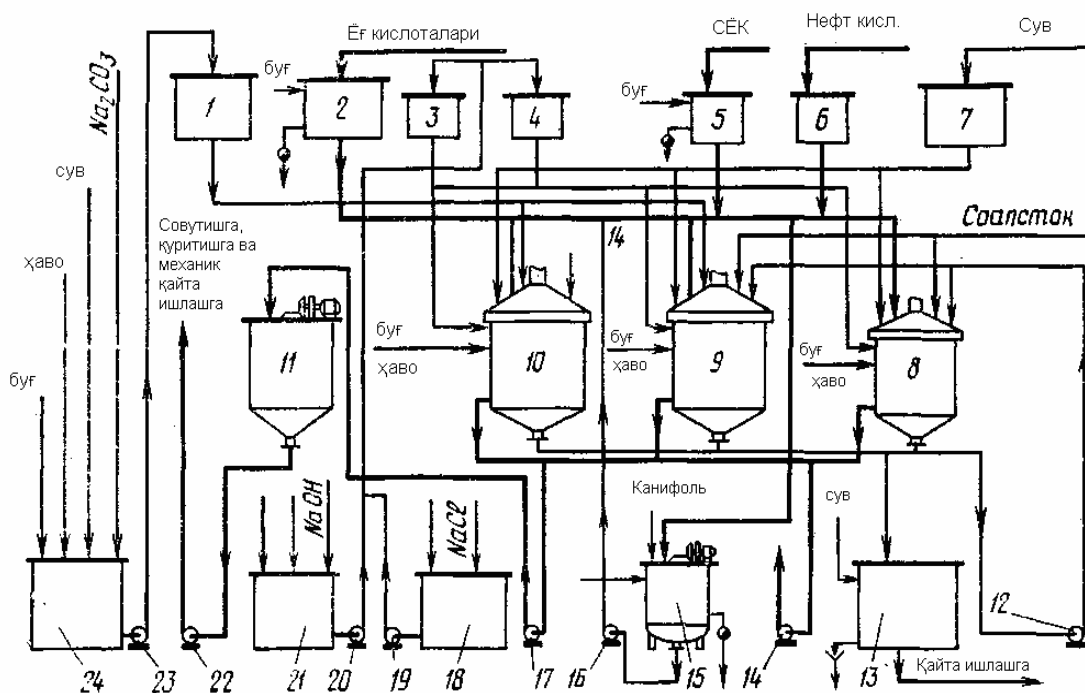 Ёғ кислоталари
СЁК
Нефт кисл.
Сув
буғ
буғ
Na₂CO₃
1
2
3
4
5
6
7
сув
Совутишга,
қуритишга ва
механик
қайта
ишлашга
14
Соапсток
ҳаво
буғ
ҳаво
буғ
ҳаво
буғ
ҳаво
11
10
9
8
буғ
Канифоль
сув
NaOH
NaCl
12
24
23
22
21
20
19
18
17
16
15
14
13
Қайта ишлашга